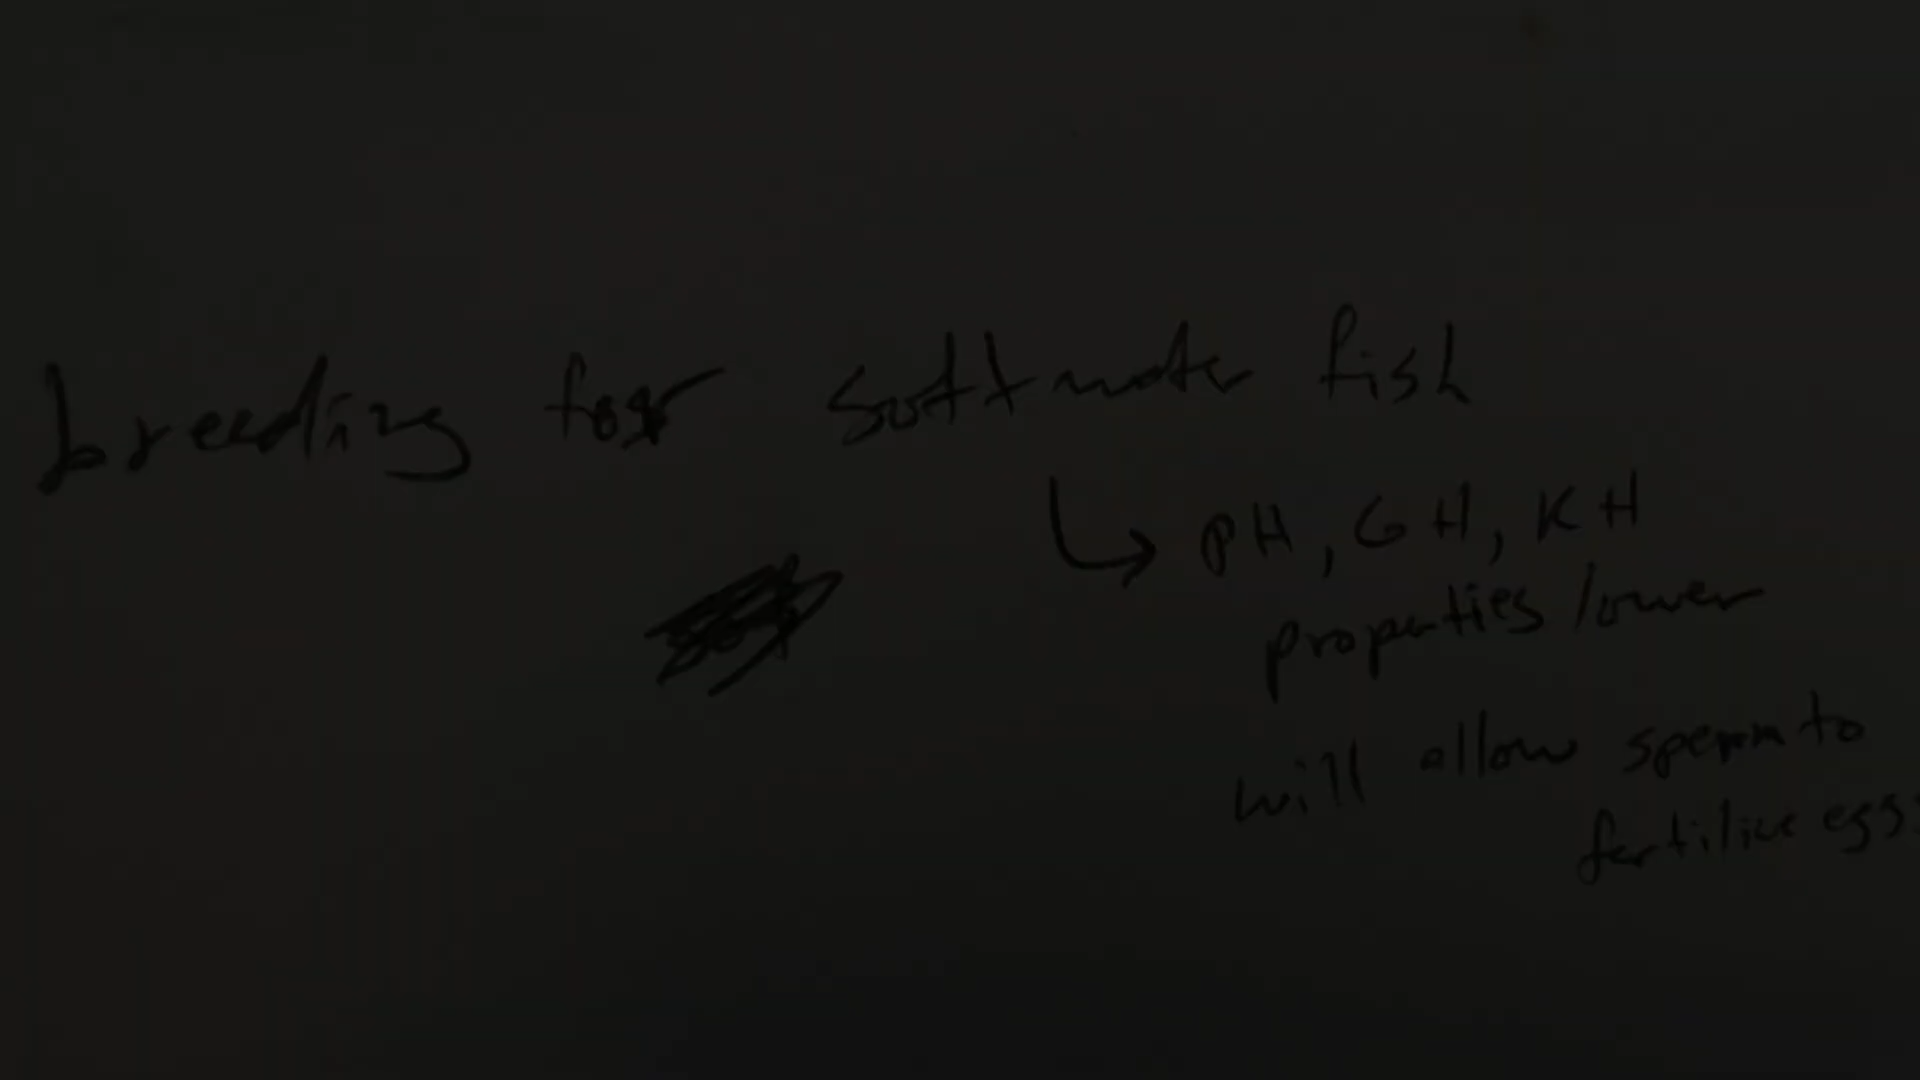 breeding for softwater fish
pH, GH, KH
properties lower
will allow sperm to
fertilize eggs